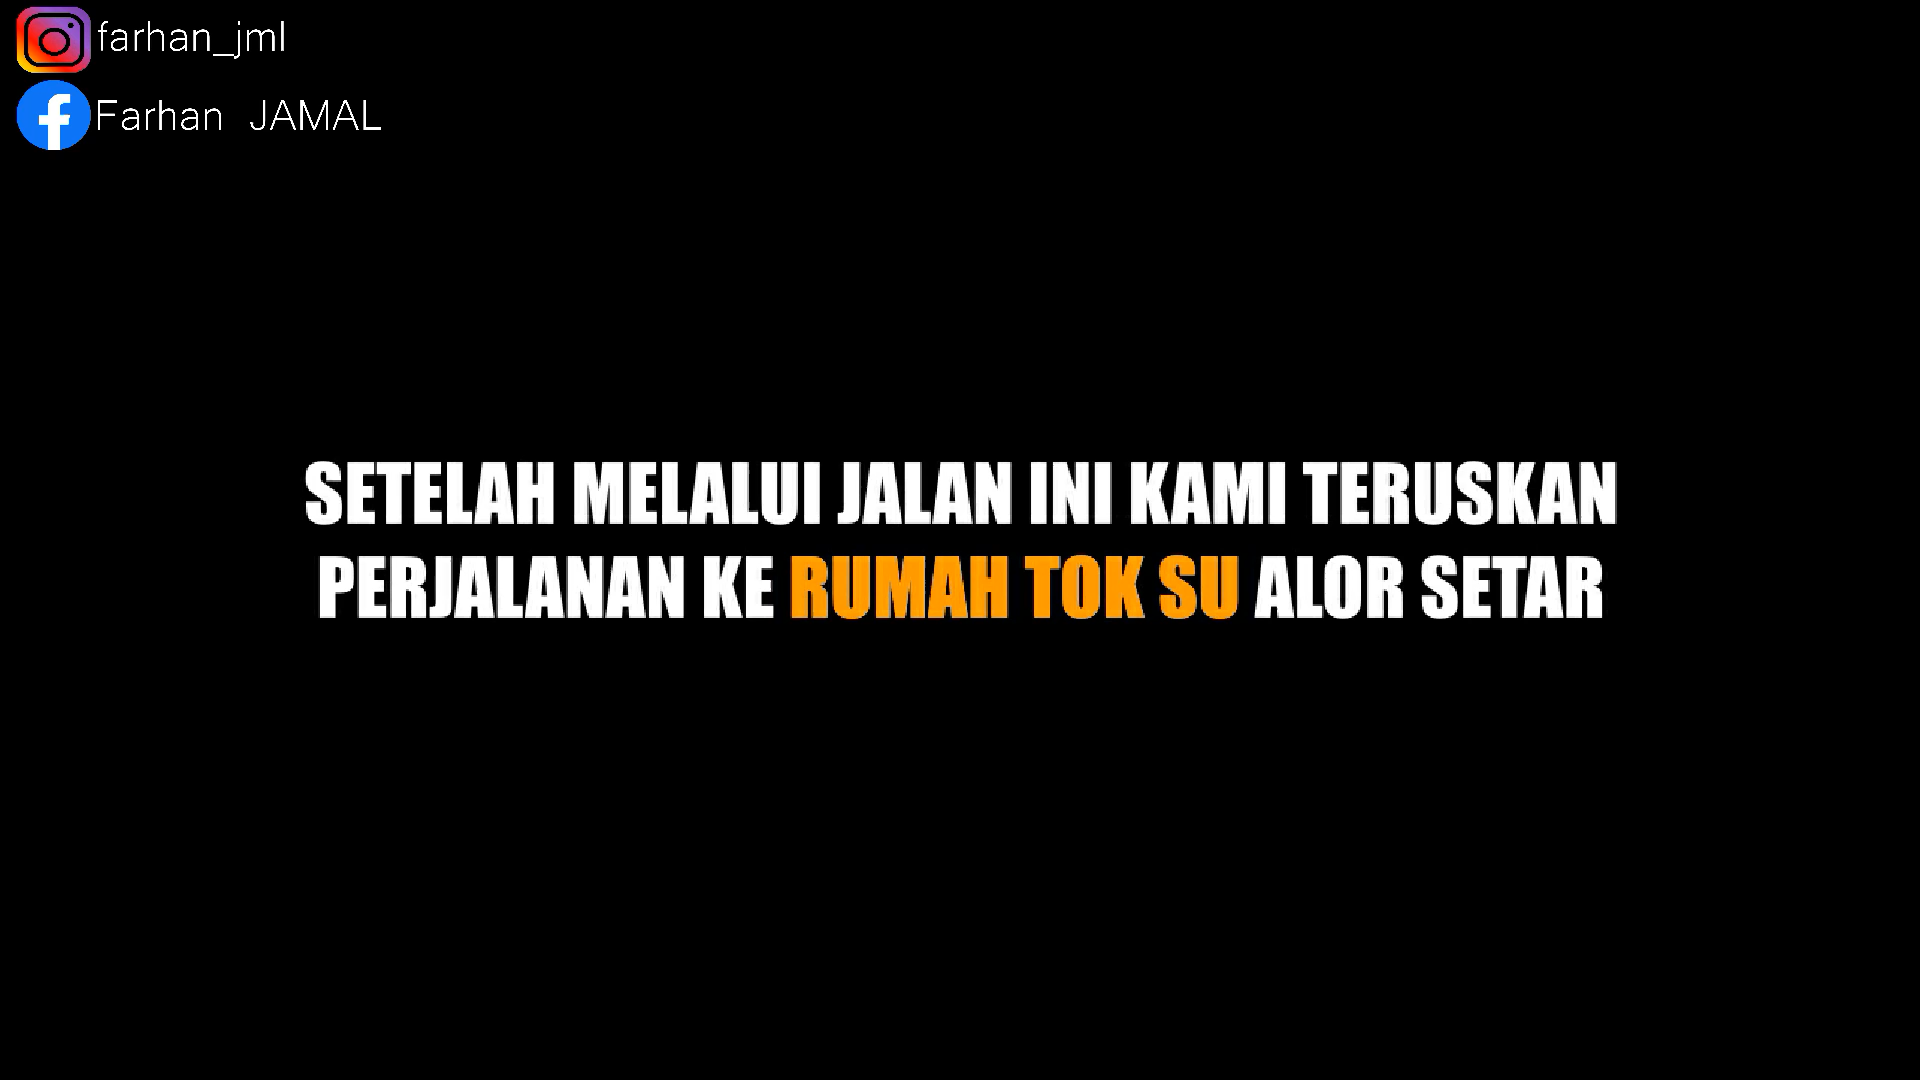 farhan_jml
Farhan JAMAL
SETELAH MELALUI JALAN INI KAMI TERUSKAN
PERJALANAN KE RUMAH TOK SU ALOR SETAR